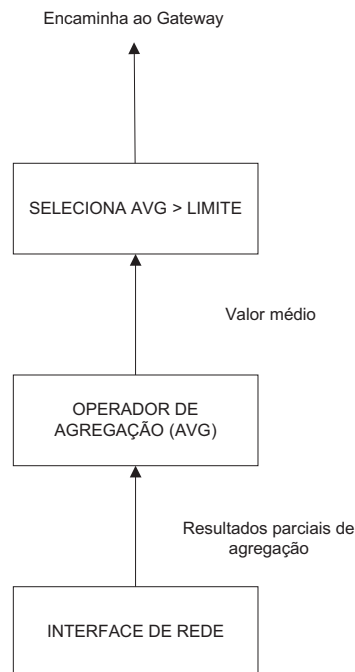 Encaminha ao Gateway
SELECIONA AVG > LIMITE
Valor médio
OPERADOR DE
AGREGAÇÃO (AVG)
Resultados parciais de
agregação
INTERFACE DE REDE